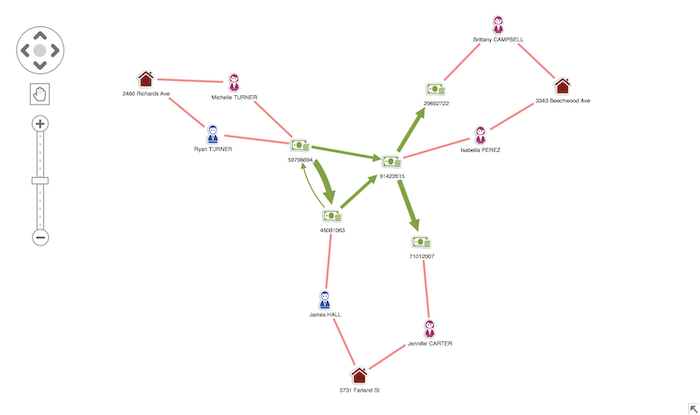 Brittany CAMPBELL
2480 Richards Ave
Michelle TURNER
29692722
3343 Beechwood Ave
Ryan TURNER
Isabella PEREZ
59796694
91422615
45081063
71012007
James HALL
Jennifer CARTER
3731 Farland St